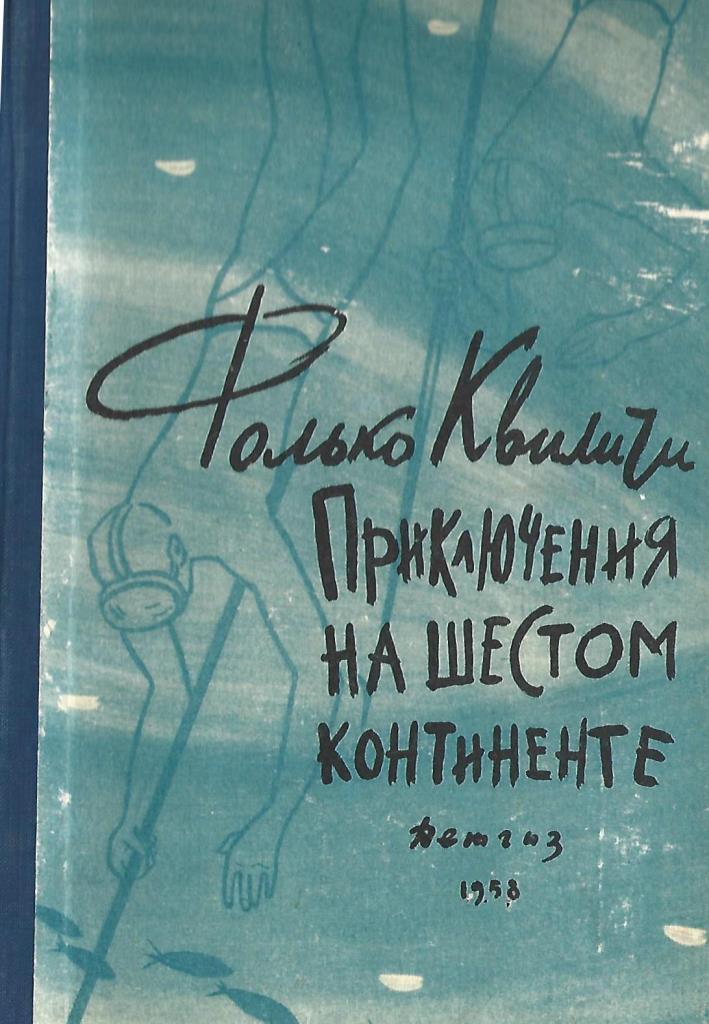 Фолько Квиличи
ПРИКЛЮЧЕНИЯ
НА ШЕСТОМ
КОНТИНЕНТЕ
Детгиз
1958